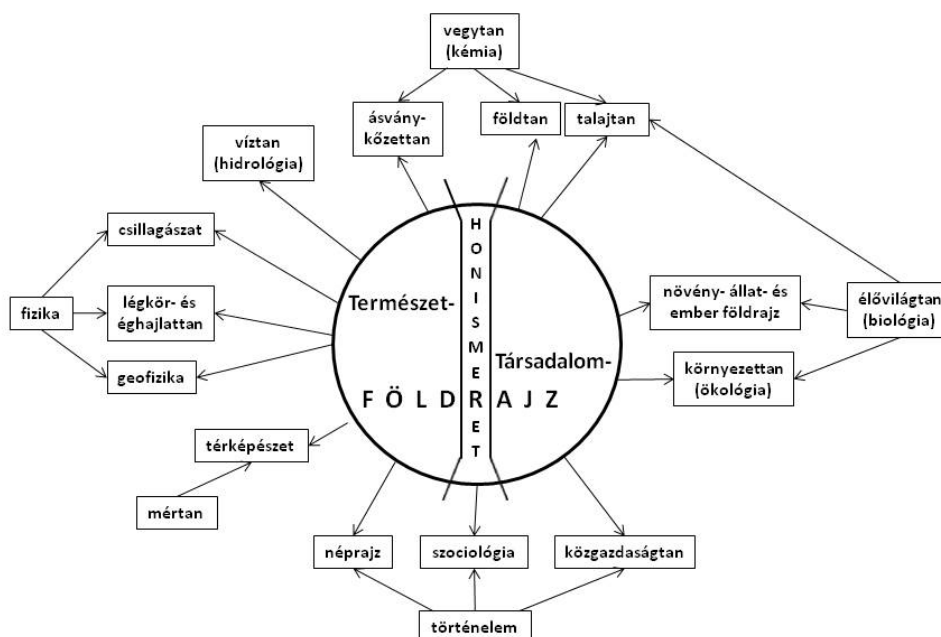 vegytan
(kémia)
ásvány-
kőzettan
földtan
talajtan
víztan
(hidrológia)
csillagászat
fizika
légkör- és
éghajlattan
geofizika
térképészet
mértan
Természet-
HONISMERET
Társadalom-
FÖLDRAJZ
növény- állat- és
ember földrajz
élővilágtan
(biológia)
környezettan
(ökológia)
néprajz
szociológia
közgazdaságtan
történelem